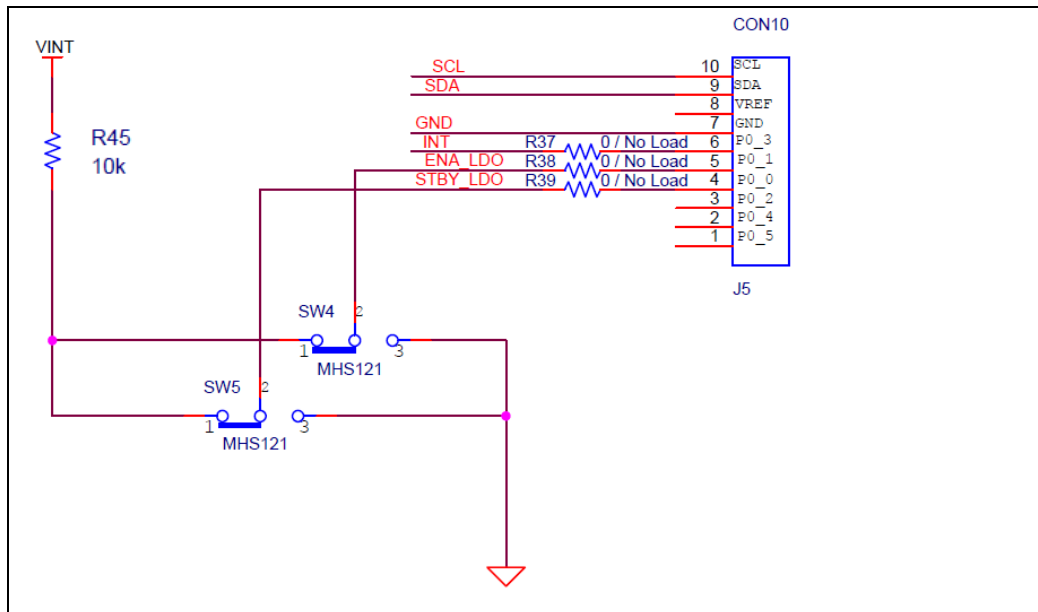 CON10
VINT
SCL 10 SCL
SDA 9 SDA
8 VREF
GND 7 GND
INT R37 0 / No Load 6 P0_3
ENA_LDO R38 0 / No Load 5 P0_1
STBY_LDO R39 0 / No Load 4 P0_0
3 P0_2
2 P0_4
1 P0_5
R45
10k
J5
SW4 2
1 3
MHS121
SW5 2
1 3
MHS121